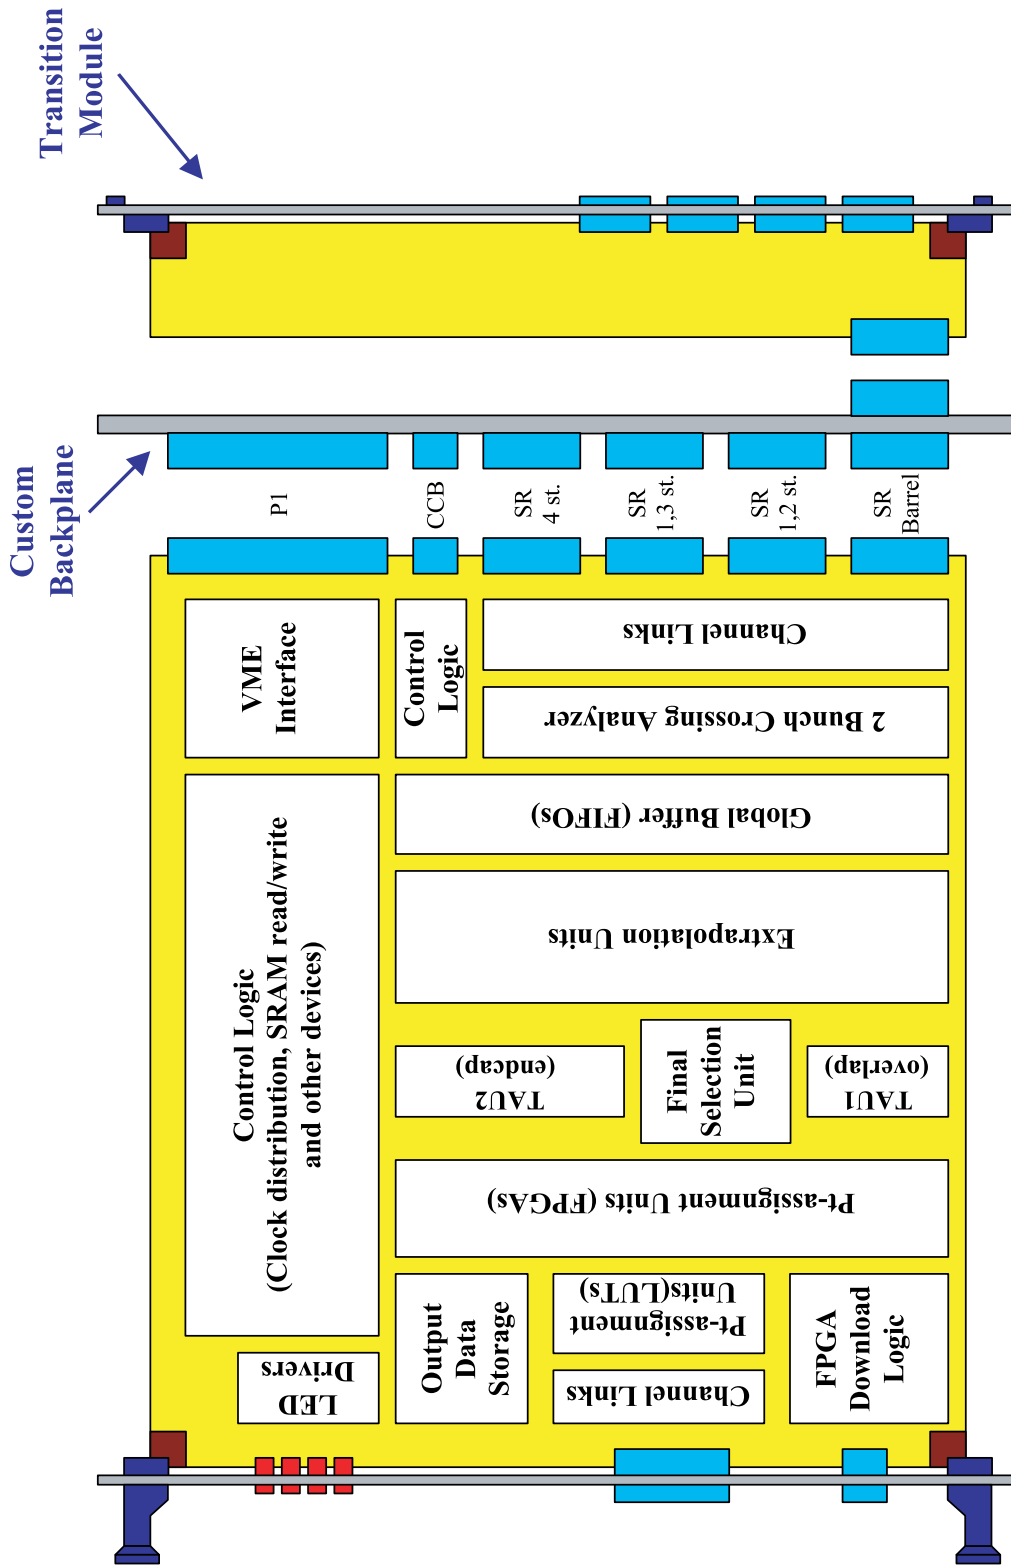 Transition
Module
Custom
Backplane
P1
CCB
SR
4 st.
SR
1,3 st.
SR
1,2 st.
SR
Barrel
VME
Interface
Control
Logic
Channel Links
2 Bunch Crossing Analyzer
Global Buffer (FIFOs)
Control Logic
(Clock distribution, SRAM read/write
and other devices)
Extrapolation Units
TAU2
(endcap)
Final
Selection
Unit
TAU1
(overlap)
Pt-assignment Units (FPGAs)
LED
Drivers
Output
Data
Storage
Pt-assignment
Units(LUTs)
Channel Links
FPGA
Download
Logic